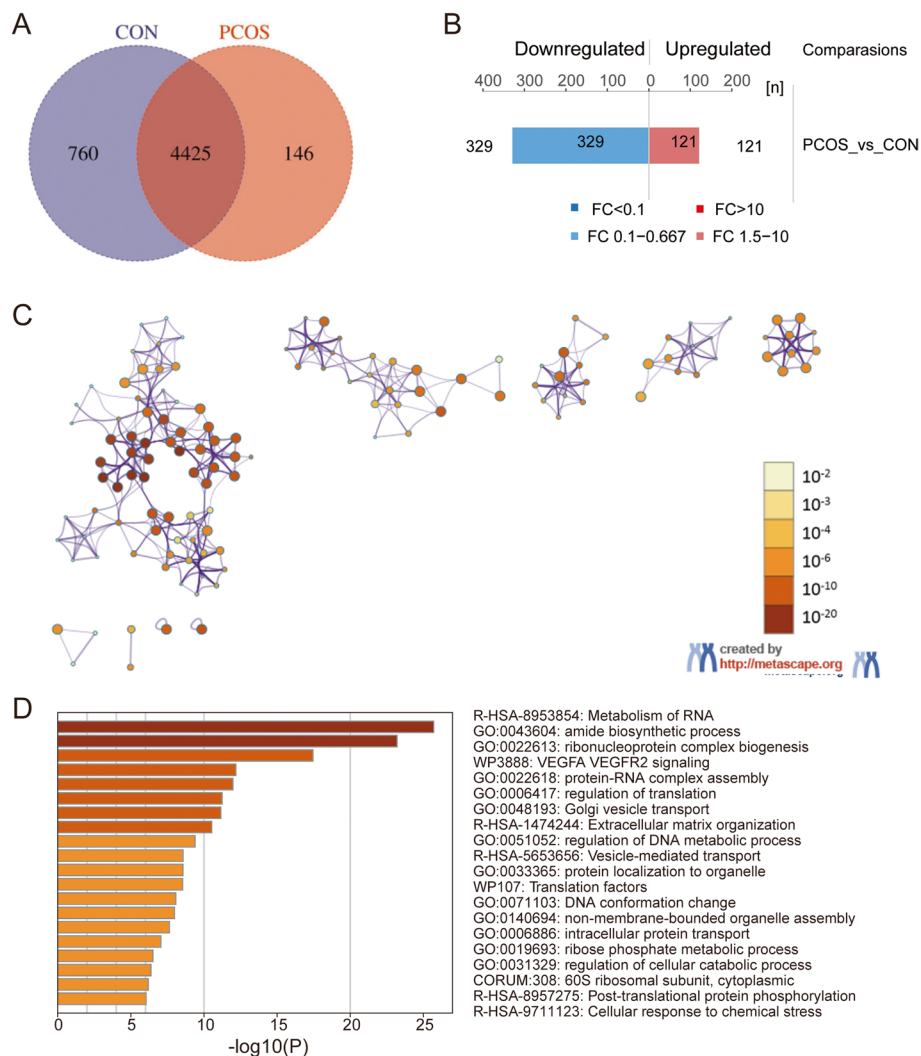 A
CON PCOS
760 4425 146
B
Downregulated Upregulated Comparasions
400 300 200 100 0 100 200 [n]
329 329 121 121 PCOS_vs_CON
FC<0.1 FC>10
FC 0.1−0.667 FC 1.5−10
C
10-2
10-3
10-4
10-6
10-10
10-20
created by
http://metascape.org
metascape.org
D
R-HSA-8953854: Metabolism of RNA
GO:0043604: amide biosynthetic process
GO:0022613: ribonucleoprotein complex biogenesis
WP3888: VEGFA VEGFR2 signaling
GO:0022618: protein-RNA complex assembly
GO:0006417: regulation of translation
GO:0048193: Golgi vesicle transport
R-HSA-1474244: Extracellular matrix organization
GO:0051052: regulation of DNA metabolic process
R-HSA-5653656: Vesicle-mediated transport
GO:0033365: protein localization to organelle
WP107: Translation factors
GO:0071103: DNA conformation change
GO:0140694: non-membrane-bounded organelle assembly
GO:0006886: intracellular protein transport
GO:0019693: ribose phosphate metabolic process
GO:0031329: regulation of cellular catabolic process
CORUM:308: 60S ribosomal subunit, cytoplasmic
R-HSA-8957275: Post-translational protein phosphorylation
R-HSA-9711123: Cellular response to chemical stress
0 5 10 15 20 25
-log10(P)